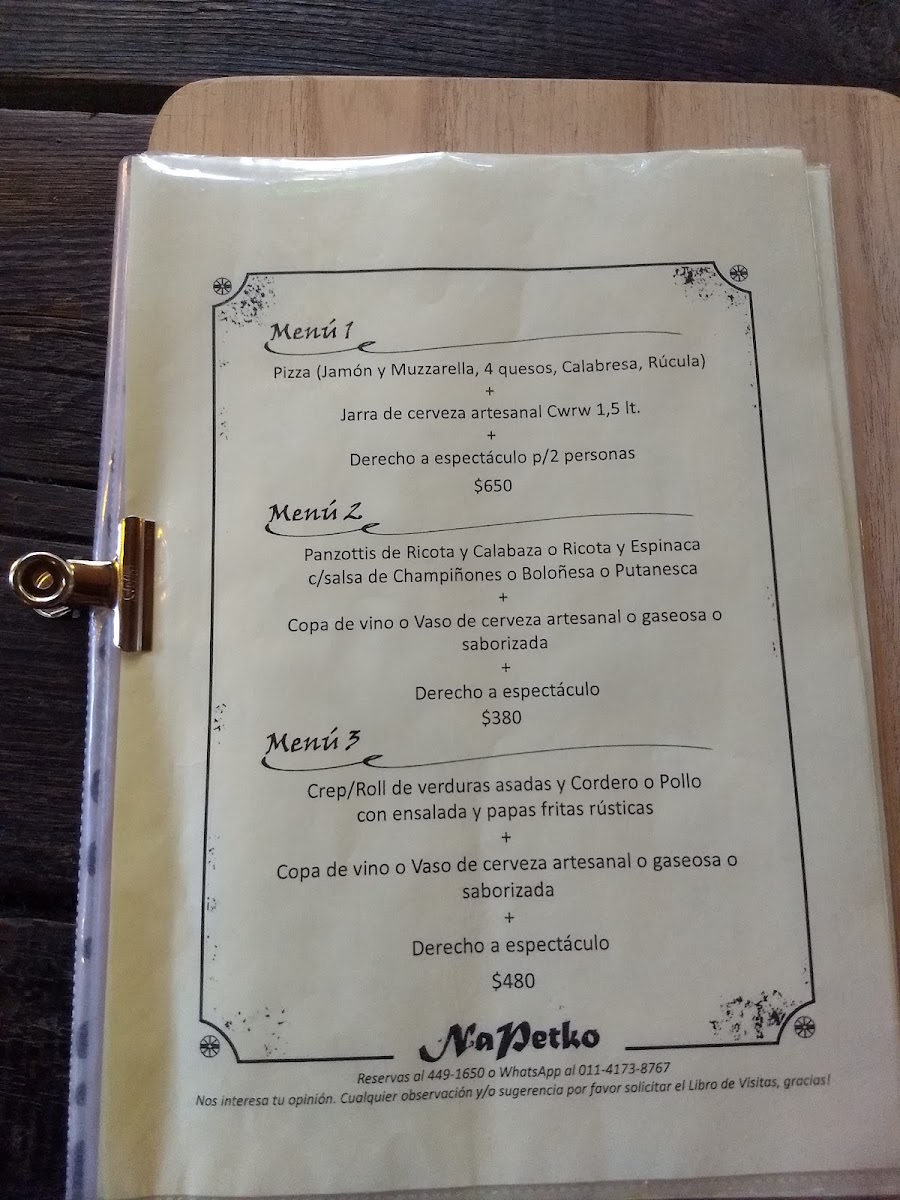 Menú 1
Pizza (Jamón y Muzzarella, 4 quesos, Calabresa, Rúcula)
+
Jarra de cerveza artesanal Cwrw 1,5 lt.
+
Derecho a espectáculo p/2 personas
$650
Menú 2
Panzottis de Ricota y Calabaza o Ricota y Espinaca
c/salsa de Champiñones o Boloñesa o Putanesca
+
Copa de vino o Vaso de cerveza artesanal o gaseosa o
saborizada
+
Derecho a espectáculo
$380
Menú 3
Crep/Roll de verduras asadas y Cordero o Pollo
con ensalada y papas fritas rústicas
+
Copa de vino o Vaso de cerveza artesanal o gaseosa o
saborizada
+
Derecho a espectáculo
$480
NaPetko
Reservas al 449-1650 o WhatsApp al 011-4173-8767
Nos interesa tu opinión. Cualquier observación y/o sugerencia por favor solicitar el Libro de Visitas, gracias!